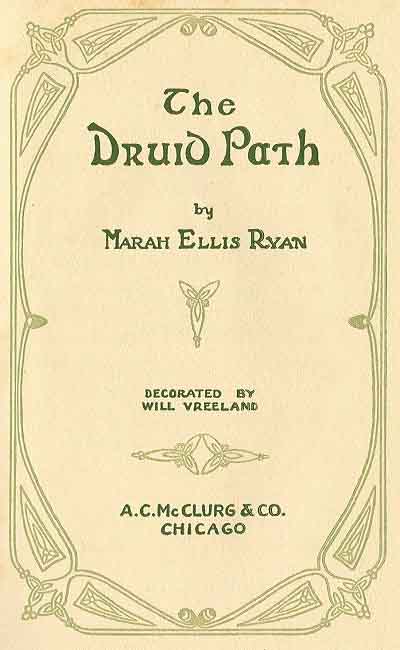 The
Druid Path
by
Marah Ellis Ryan
DECORATED BY
WILL VREELAND
A.C. McCLURG & CO.
CHICAGO